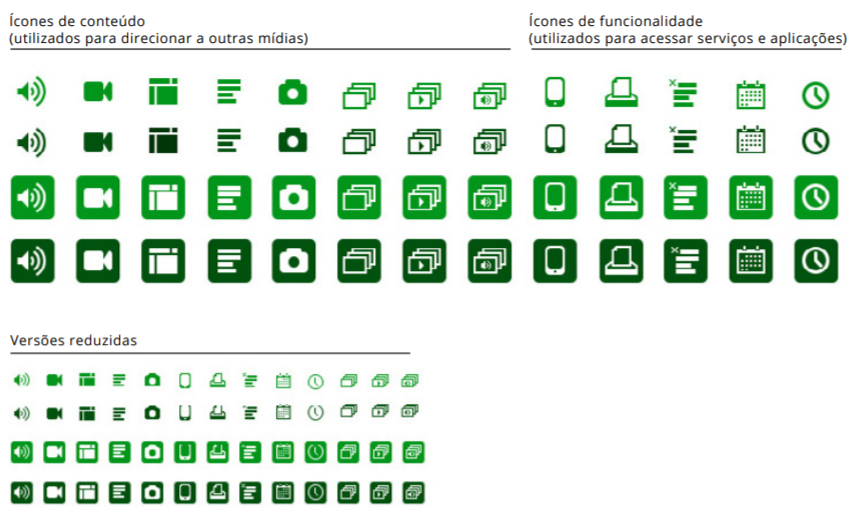 Ícones de conteúdo
(utilizados para direcionar a outras mídias)
Ícones de funcionalidade
(utilizados para acessar serviços e aplicações)
Versões reduzidas